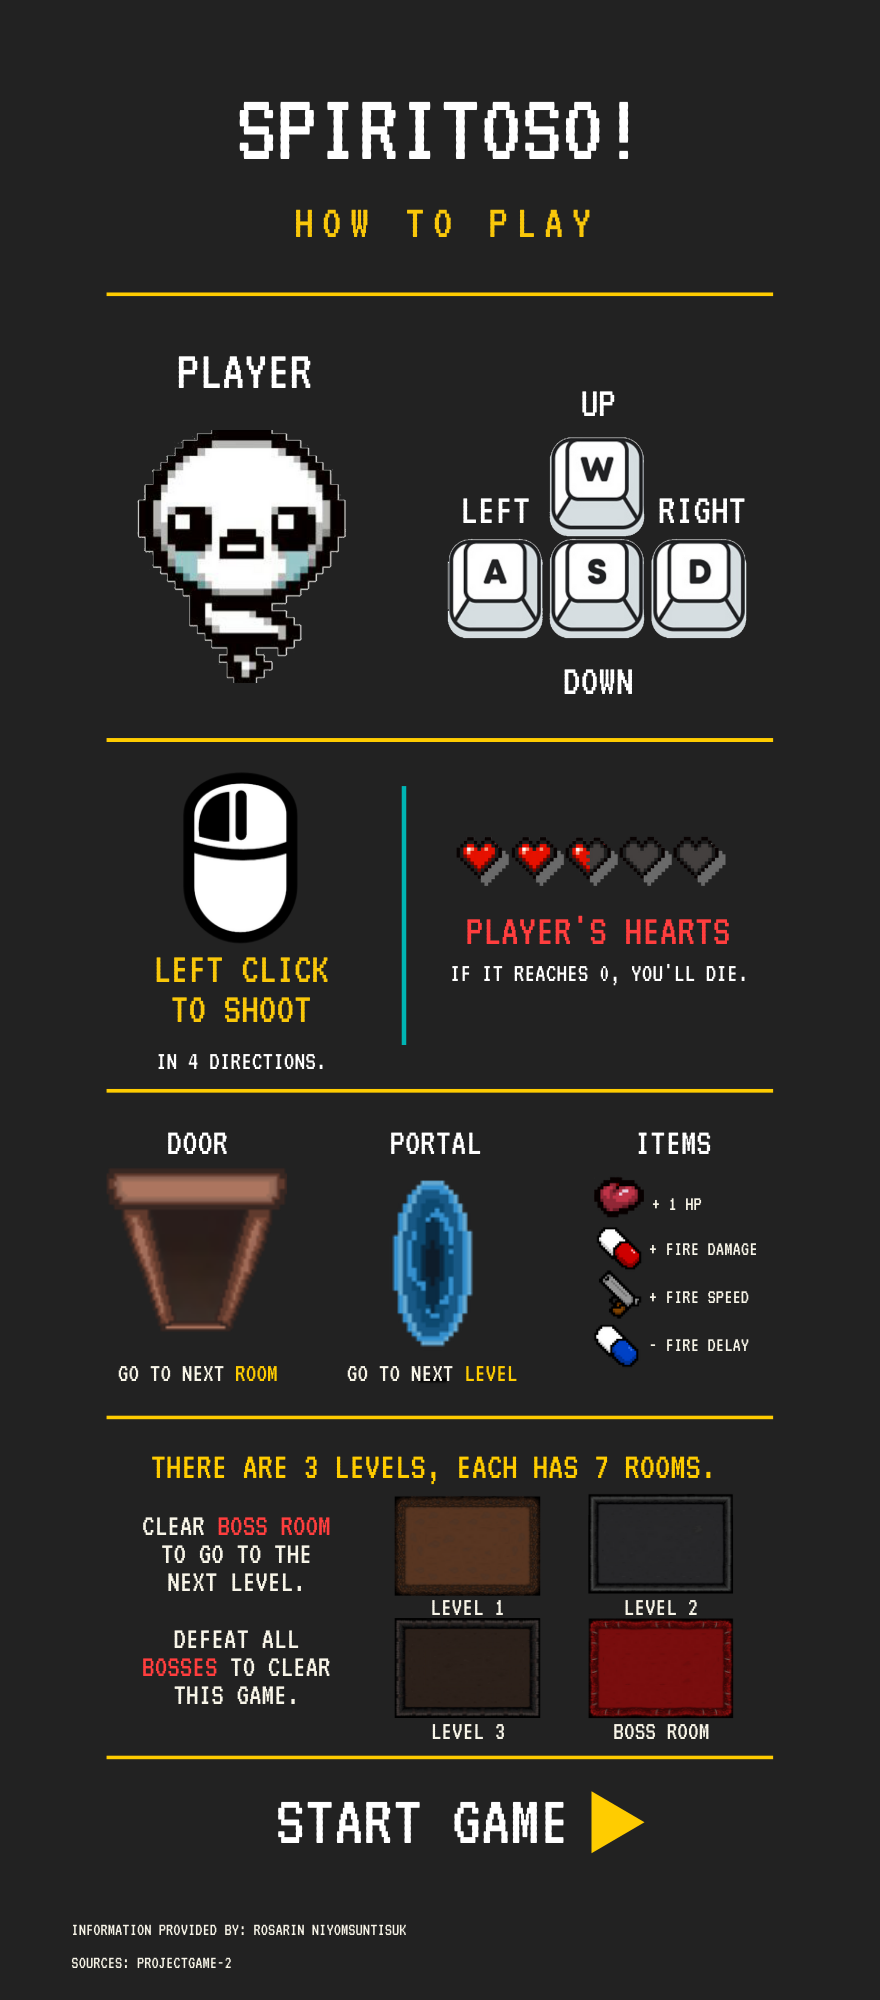 SPIRITOSO!
HOW TO PLAY
PLAYER
UP
W
LEFT
RIGHT
A
S
D
DOWN
LEFT CLICK
TO SHOOT
IN 4 DIRECTIONS.
PLAYER'S HEARTS
IF IT REACHES 0, YOU'LL DIE.
DOOR
GO TO NEXT ROOM
PORTAL
GO TO NEXT LEVEL
ITEMS
+ 1 HP
+ FIRE DAMAGE
+ FIRE SPEED
- FIRE DELAY
THERE ARE 3 LEVELS, EACH HAS 7 ROOMS.
CLEAR BOSS ROOM
TO GO TO THE
NEXT LEVEL.
DEFEAT ALL
BOSSES TO CLEAR
THIS GAME.
LEVEL 1
LEVEL 2
LEVEL 3
BOSS ROOM
START GAME
INFORMATION PROVIDED BY: ROSARIN NIYOMSUNTISUK
SOURCES: PROJECTGAME-2